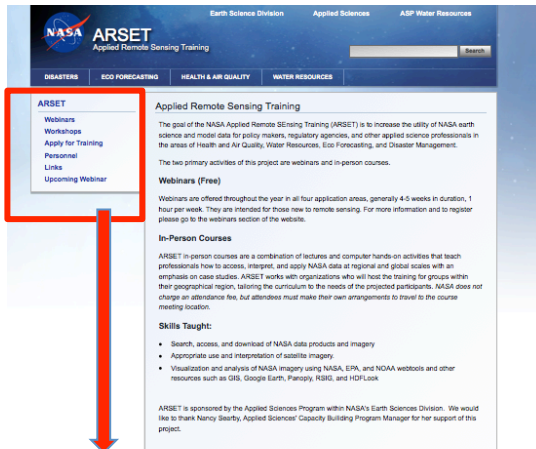 Earth Science Division Applied Sciences ASP Water Resources
NASA
ARSET
Applied Remote Sensing Training
Search
DISASTERS ECO FORECASTING HEALTH & AIR QUALITY WATER RESOURCES
ARSET
Webinars
Workshops
Apply for Training
Personnel
Links
Upcoming Webinar
Applied Remote Sensing Training
The goal of the NASA Applied Remote SEnsing Training (ARSET) is to increase the utility of NASA earth
science and model data for policy makers, regulatory agencies, and other applied science professionals in
the areas of Health and Air Quality, Water Resources, Eco Forecasting, and Disaster Management.
The two primary activities of this project are webinars and in-person courses.
Webinars (Free)
Webinars are offered throughout the year in all four application areas, generally 4-5 weeks in duration, 1
hour per week. They are intended for those new to remote sensing. For more information and to register
please go to the webinars section of the website.
In-Person Courses
ARSET in-person courses are a combination of lectures and computer hands-on activities that teach
professionals how to access, interpret, and apply NASA data at regional and global scales with an
emphasis on case studies. ARSET works with organizations who will host the training for groups within
their geographical region, tailoring the curriculum to the needs of the projected participants. NASA does not
charge an attendance fee, but attendees must make their own arrangements to travel to the course
meeting location.
Skills Taught:
• Search, access, and download of NASA data products and imagery
• Appropriate use and interpretation of satellite imagery.
• Visualization and analysis of NASA imagery using NASA, EPA, and NOAA webtools and other
resources such as GIS, Google Earth, Panoply, RSIG, and HDFLook
ARSET is sponsored by the Applied Sciences Program within NASA's Earth Sciences Division. We would
like to thank Nancy Searby, Applied Sciences' Capacity Building Program Manager for her support of this
project.